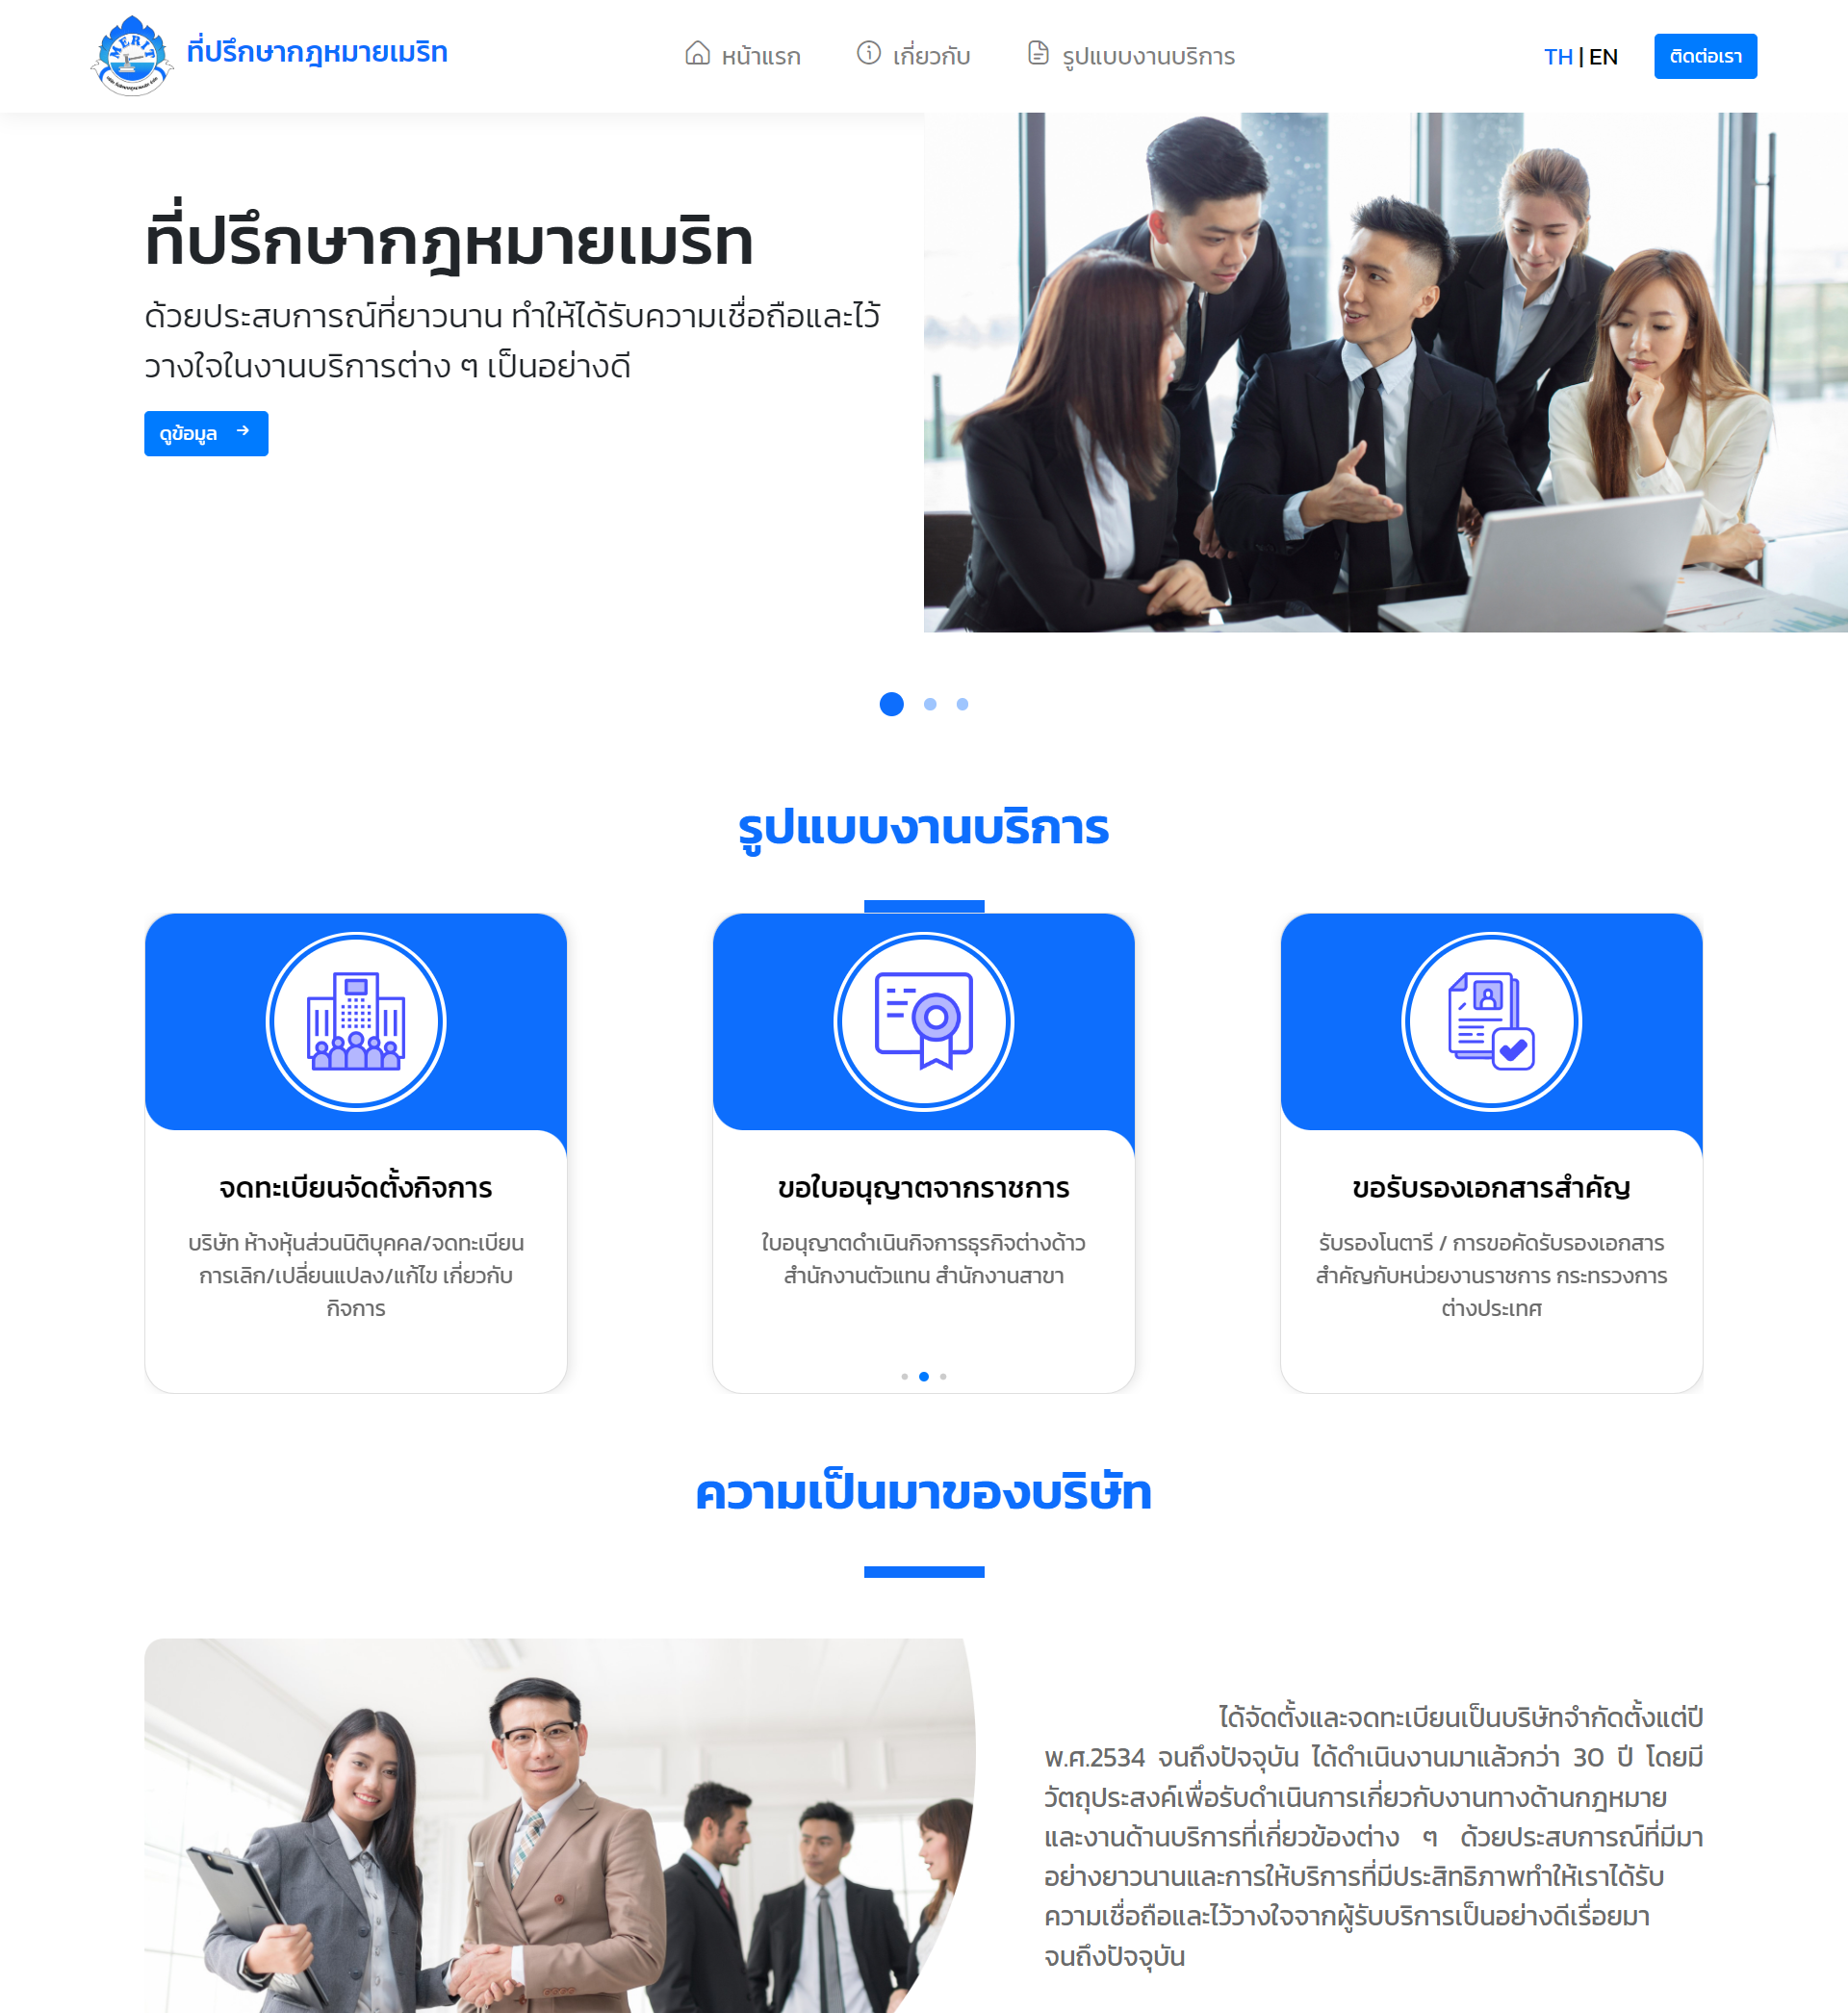 MERIT
ที่ปรึกษากฎหมายเมริท
หน้าแรก
เกี่ยวกับ
รูปแบบงานบริการ
TH | EN
ติดต่อเรา
ที่ปรึกษากฎหมายเมริท
ด้วยประสบการณ์ที่ยาวนาน ทำให้ได้รับความเชื่อถือและไว้
วางใจในงานบริการต่าง ๆ เป็นอย่างดี
ดูข้อมูล
รูปแบบงานบริการ
จดทะเบียนจัดตั้งกิจการ
บริษัท ห้างหุ้นส่วนนิติบุคคล/จดทะเบียน
การเลิก/เปลี่ยนแปลง/แก้ไข เกี่ยวกับ
กิจการ
ขอใบอนุญาตจากราชการ
ใบอนุญาตดำเนินกิจการธุรกิจต่างด้าว
สำนักงานตัวแทน สำนักงานสาขา
ขอรับรองเอกสารสำคัญ
รับรองโนตารี / การขอคัดรับรองเอกสาร
สำคัญกับหน่วยงานราชการ กระทรวงการ
ต่างประเทศ
ความเป็นมาของบริษัท
ได้จัดตั้งและจดทะเบียนเป็นบริษัทจำกัดตั้งแต่ปี
พ.ศ.2534 จนถึงปัจจุบัน ได้ดำเนินงานมาแล้วกว่า 30 ปี โดยมี
วัตถุประสงค์เพื่อรับดำเนินการเกี่ยวกับงานทางด้านกฎหมาย
และงานด้านบริการที่เกี่ยวข้องต่าง ๆ ด้วยประสบการณ์ที่มีมา
อย่างยาวนานและการให้บริการที่มีประสิทธิภาพทำให้เราได้รับ
ความเชื่อถือและไว้วางใจจากผู้รับบริการเป็นอย่างดีเรื่อยมา
จนถึงปัจจุบัน